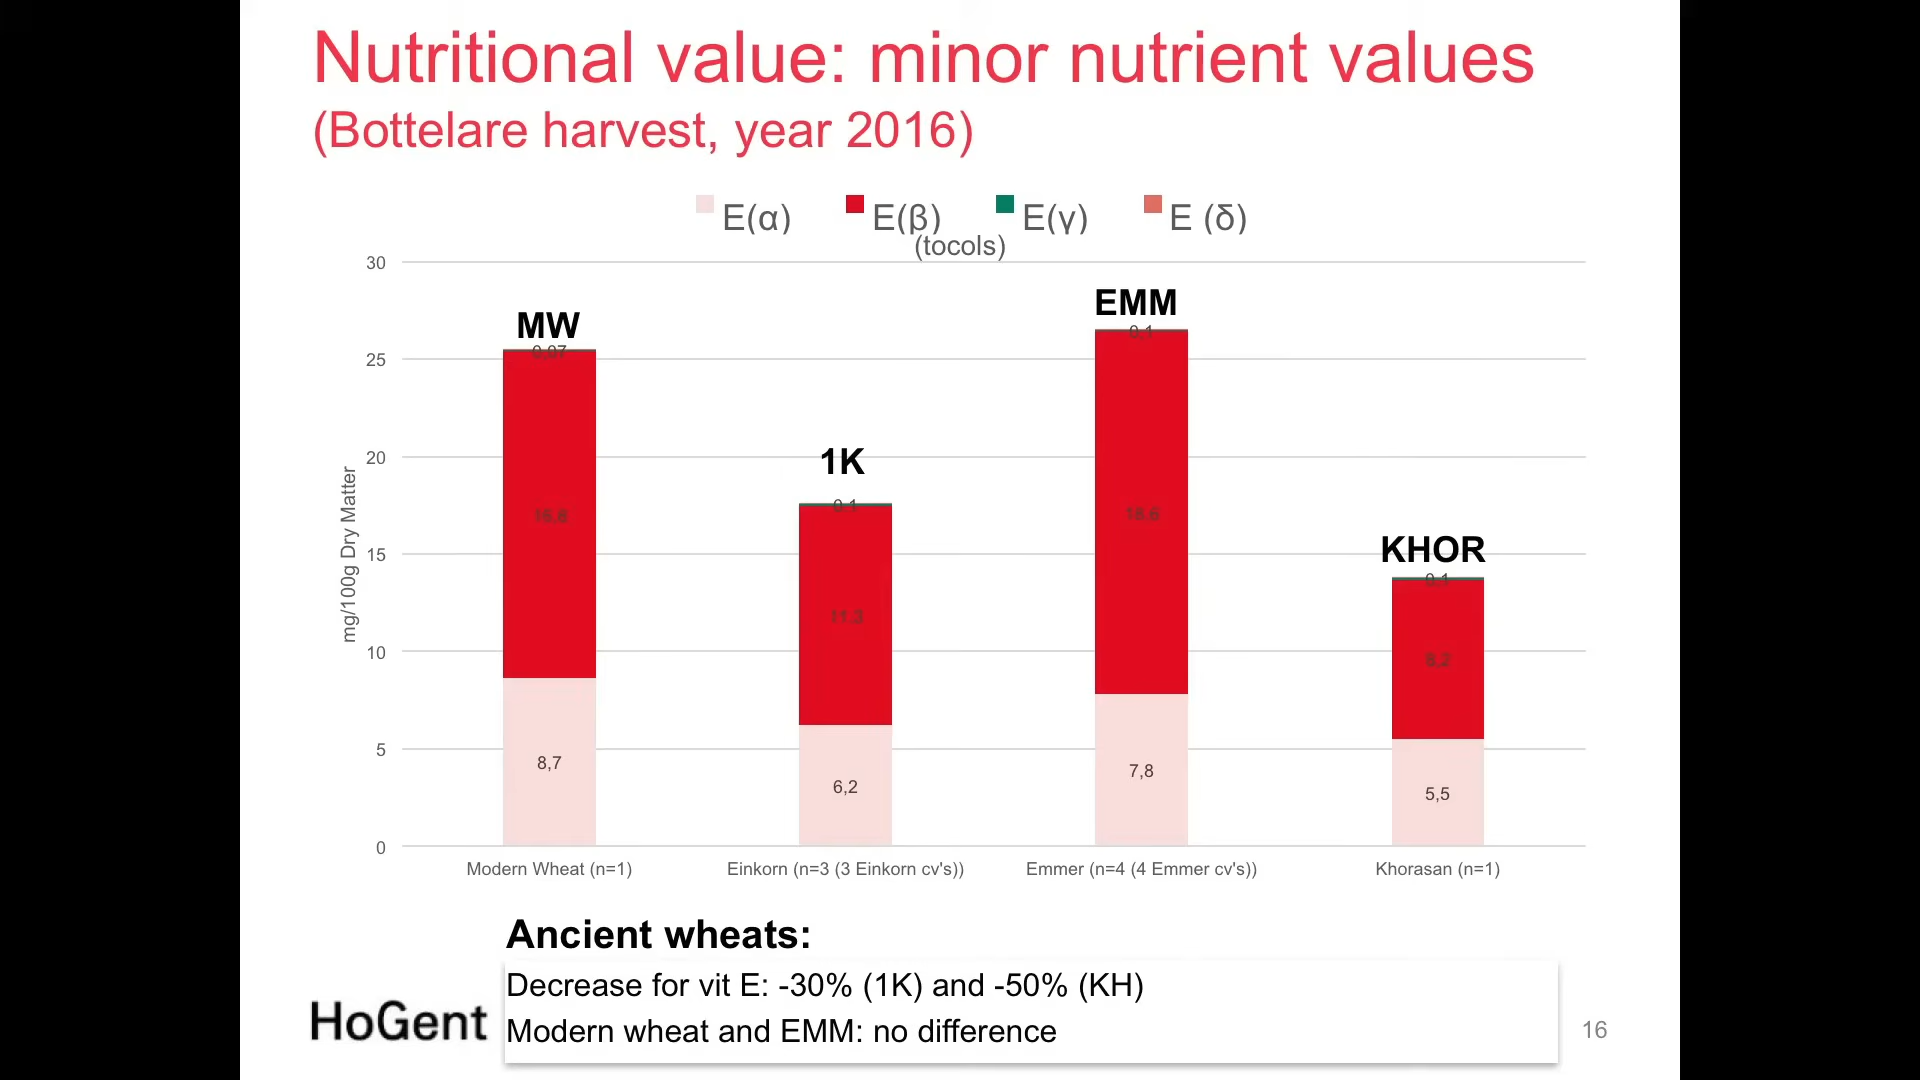 Nutritional value: minor nutrient values
(Bottelare harvest, year 2016)
E(α) E(β) E(γ) E (δ)
(tocols)
30
25
20
15
10
5
0
mg/100g Dry Matter
MW
0,07
8,7
1K
0,1
11,3
6,2
EMM
0,1
18,6
7,8
KHOR
0,1
8,2
5,5
Modern Wheat (n=1)
Einkorn (n=3 (3 Einkorn cv's))
Emmer (n=4 (4 Emmer cv's))
Khorasan (n=1)
Ancient wheats:
Decrease for vit E: -30% (1K) and -50% (KH)
Modern wheat and EMM: no difference
HoGent
16